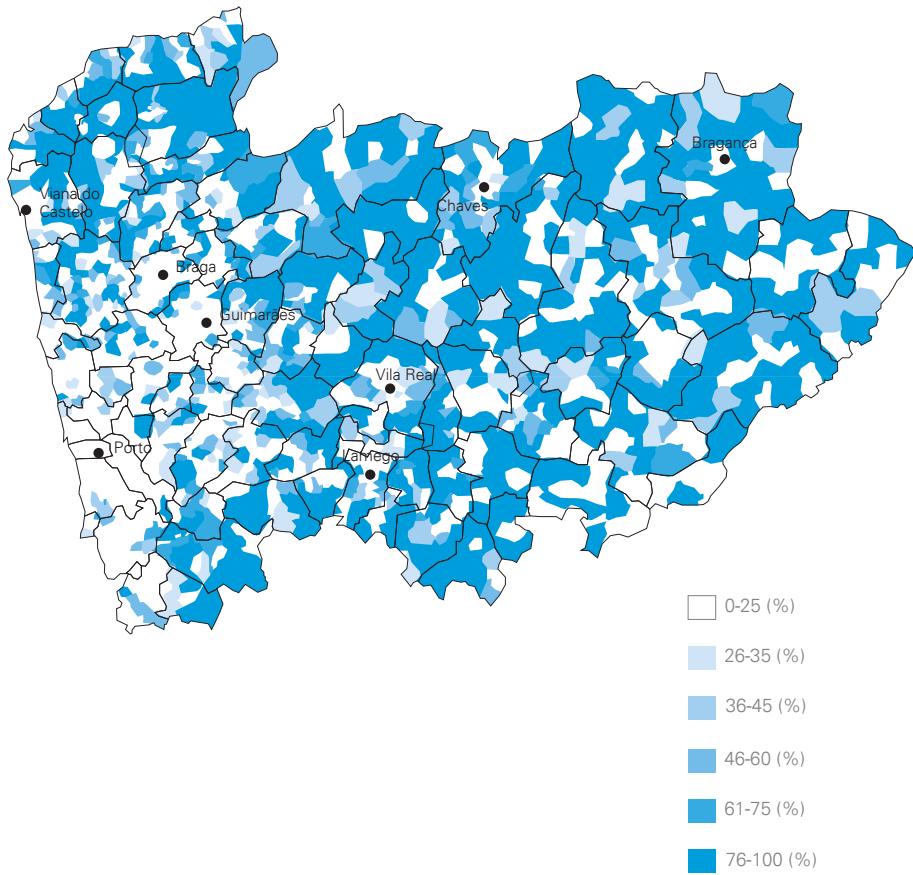 Bragança
Viana do
Castelo
Chaves
Braga
Guimarães
Vila Real
Porto
Lamego
0-25 (%)
26-35 (%)
36-45 (%)
46-60 (%)
61-75 (%)
76-100 (%)